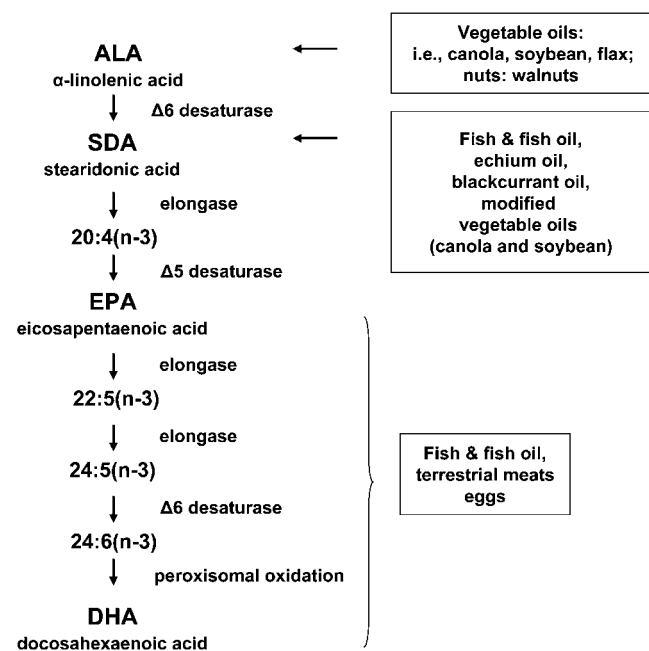 ALA
α-linolenic acid
Vegetable oils:
i.e., canola, soybean, flax;
nuts: walnuts
Δ6 desaturase
SDA
stearidonic acid
Fish & fish oil,
echium oil,
blackcurrant oil,
modified
vegetable oils
(canola and soybean)
elongase
20:4(n-3)
Δ5 desaturase
EPA
eicosapentaenoic acid
elongase
22:5(n-3)
elongase
24:5(n-3)
Δ6 desaturase
24:6(n-3)
peroxisomal oxidation
DHA
docosahexaenoic acid
Fish & fish oil,
terrestrial meats
eggs